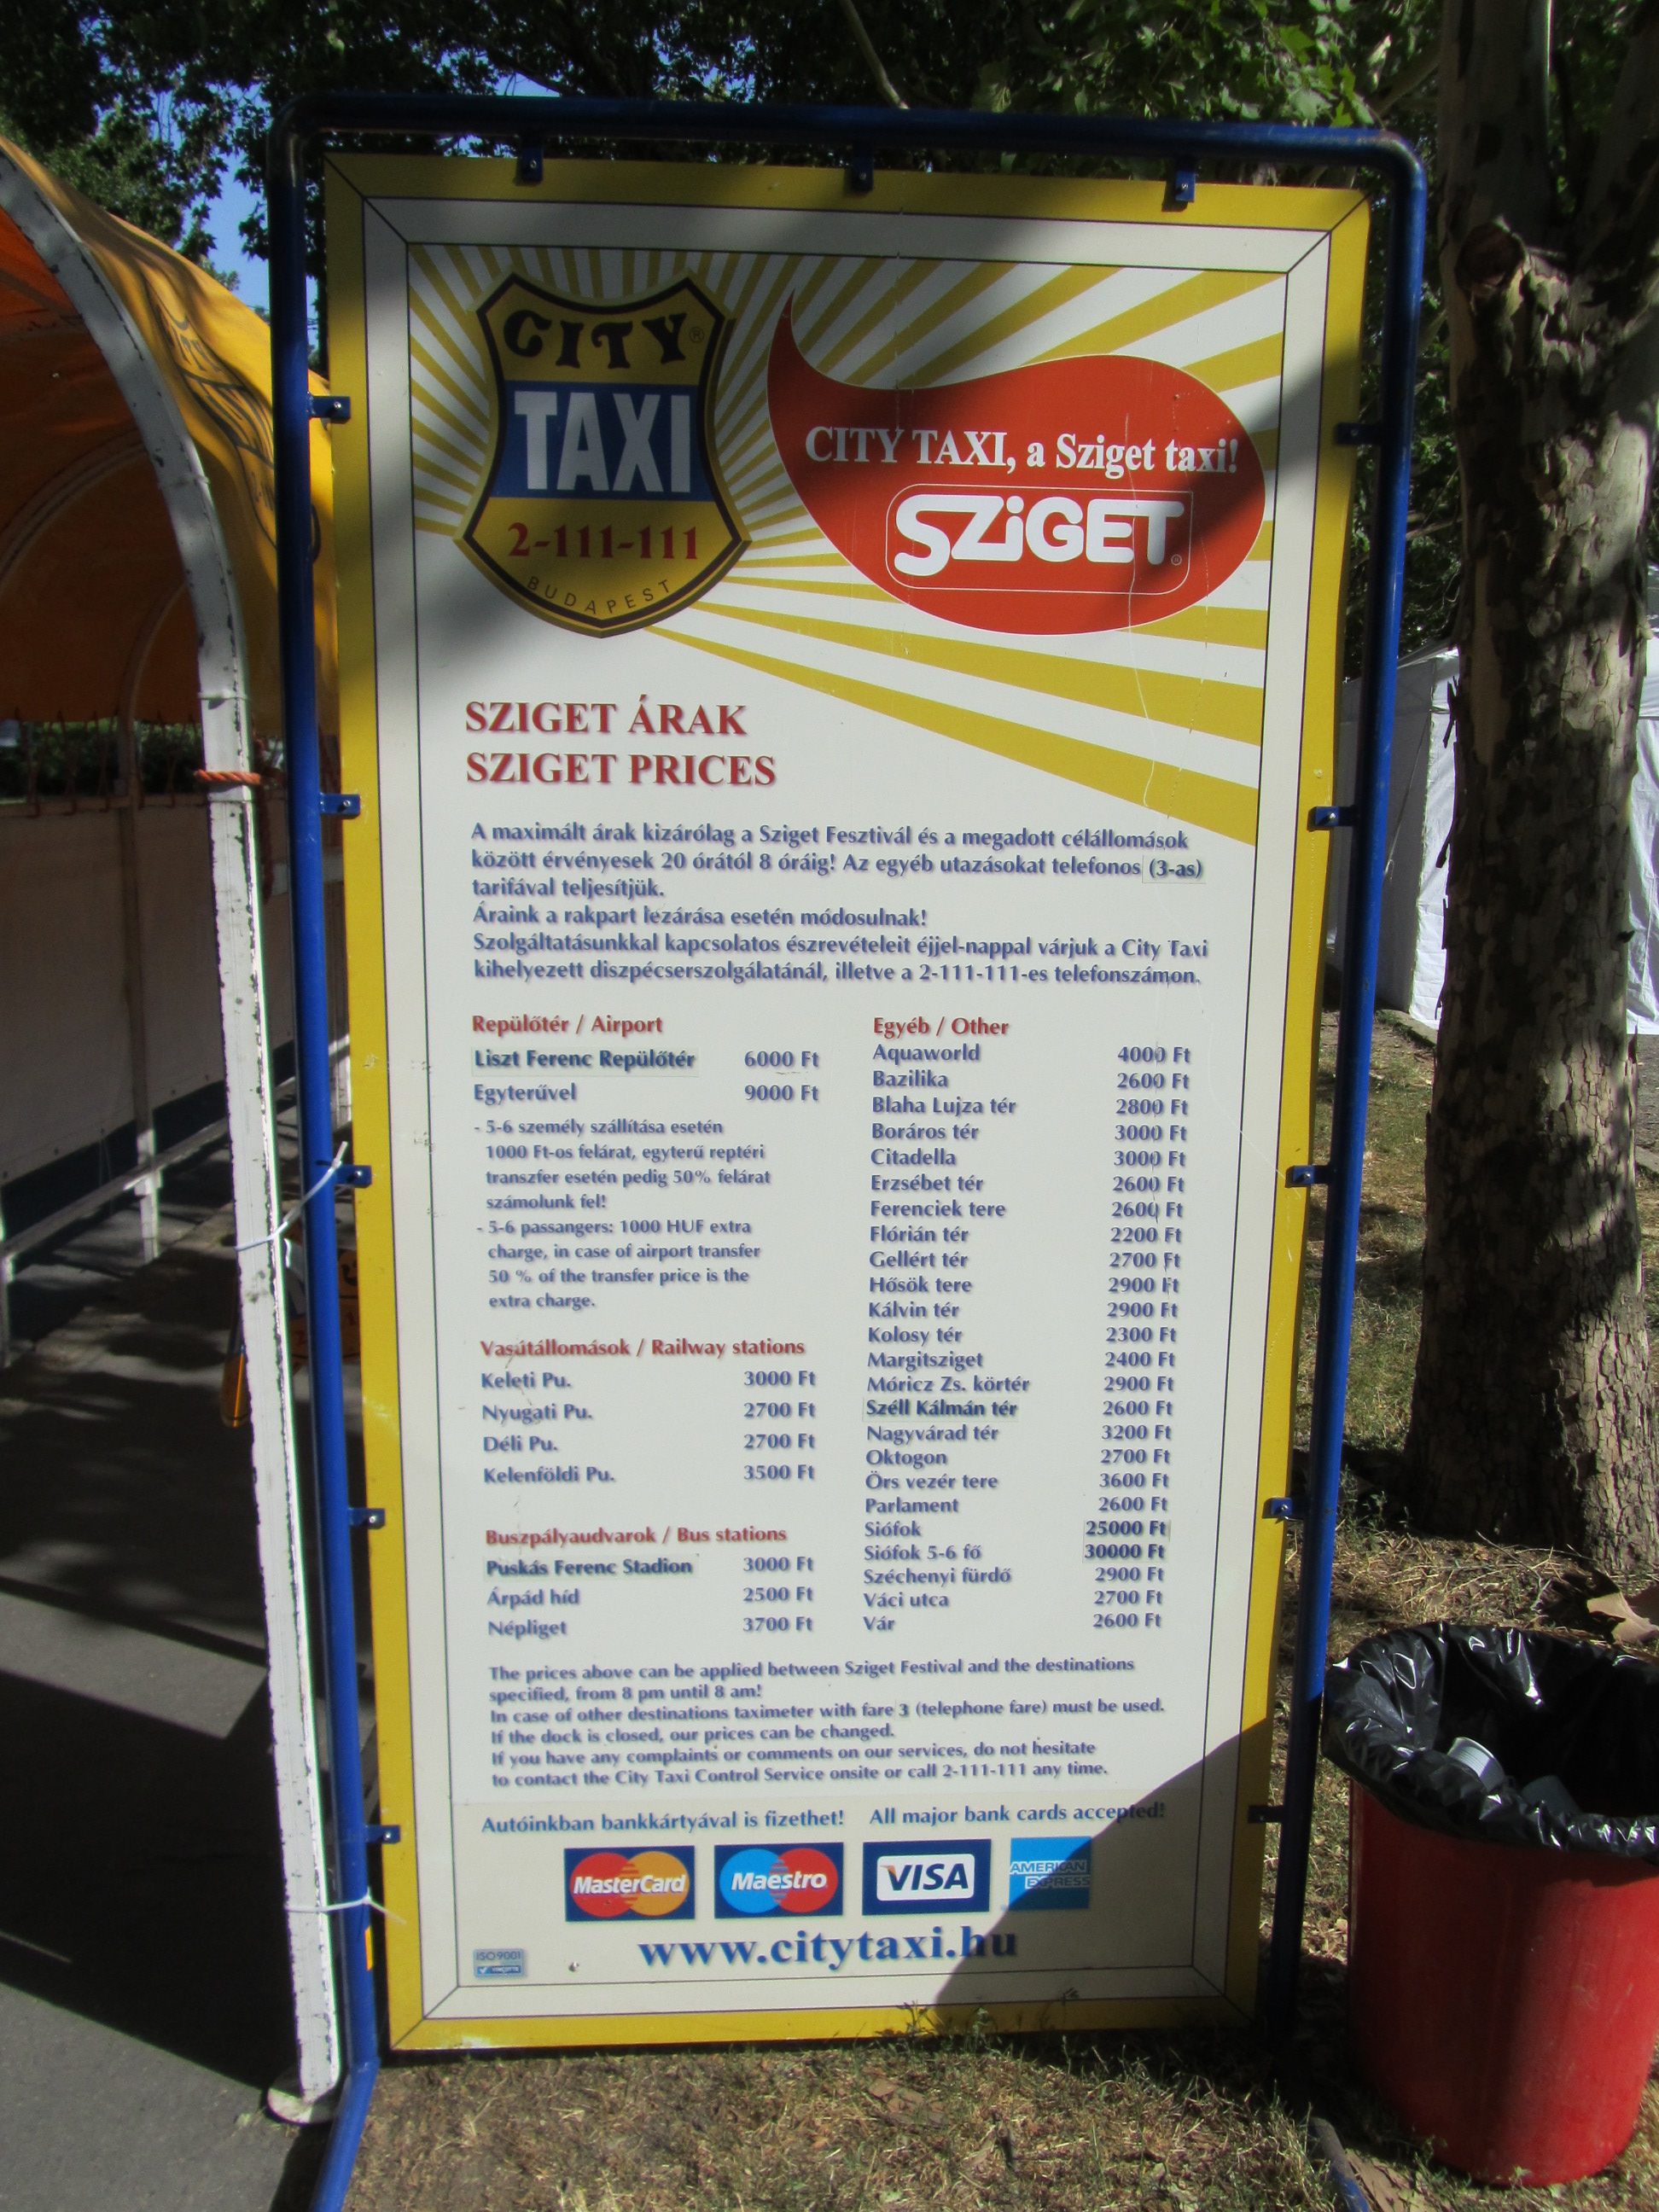 CITY®
TAXI
2-111-111
BUDAPEST
CITY TAXI, a Sziget taxi!
SZiGET®
SZIGET ÁRAK
SZIGET PRICES
A maximált árak kizárólag a Sziget Fesztivál és a megadott célállomások
között érvényesek 20 órától 8 óráig! Az egyéb utazásokat telefonos (3-as)
tarifával teljesítjük.
Áraink a rakpart lezárása esetén módosulnak!
Szolgáltatásunkkal kapcsolatos észrevételeit éjjel-nappal várjuk a City Taxi
kihelyezett diszpécserszolgálatánál, illetve a 2-111-111-es telefonszámon.
Repülőtér / Airport
Liszt Ferenc Repülőtér 6000 Ft
Egyterűvel 9000 Ft
- 5-6 személy szállítása esetén
1000 Ft-os felárat, egyterű reptéri
transzfer esetén pedig 50% felárat
számolunk fel!
- 5-6 passangers: 1000 HUF extra
charge, in case of airport transfer
50 % of the transfer price is the
extra charge.
Vasútállomások / Railway stations
Keleti Pu. 3000 Ft
Nyugati Pu. 2700 Ft
Déli Pu. 2700 Ft
Kelenföldi Pu. 3500 Ft
Buszpályaudvarok / Bus stations
Puskás Ferenc Stadion 3000 Ft
Árpád híd 2500 Ft
Népliget 3700 Ft
Egyéb / Other
Aquaworld 4000 Ft
Bazilika 2600 Ft
Blaha Lujza tér 2800 Ft
Boráros tér 3000 Ft
Citadella 3000 Ft
Erzsébet tér 2600 Ft
Ferenciek tere 2600 Ft
Flórián tér 2200 Ft
Gellért tér 2700 Ft
Hősök tere 2900 Ft
Kálvin tér 2900 Ft
Kolosy tér 2300 Ft
Margitsziget 2400 Ft
Móricz Zs. körtér 2900 Ft
Széll Kálmán tér 2600 Ft
Nagyvárad tér 3200 Ft
Oktogon 2700 Ft
Örs vezér tere 3600 Ft
Parlament 2600 Ft
Siófok 25000 Ft
Siófok 5-6 fő 30000 Ft
Széchenyi fürdő 2900 Ft
Váci utca 2700 Ft
Vár 2600 Ft
The prices above can be applied between Sziget Festival and the destinations
specified, from 8 pm until 8 am!
In case of other destinations taximeter with fare 3 (telephone fare) must be used.
If the dock is closed, our prices can be changed.
If you have any complaints or comments on our services, do not hesitate
to contact the City Taxi Control Service onsite or call 2-111-111 any time.
Autóinkban bankkártyával is fizethet! All major bank cards accepted!
MasterCard Maestro VISA AMERICAN EXPRESS
www.citytaxi.hu
ISO 9001